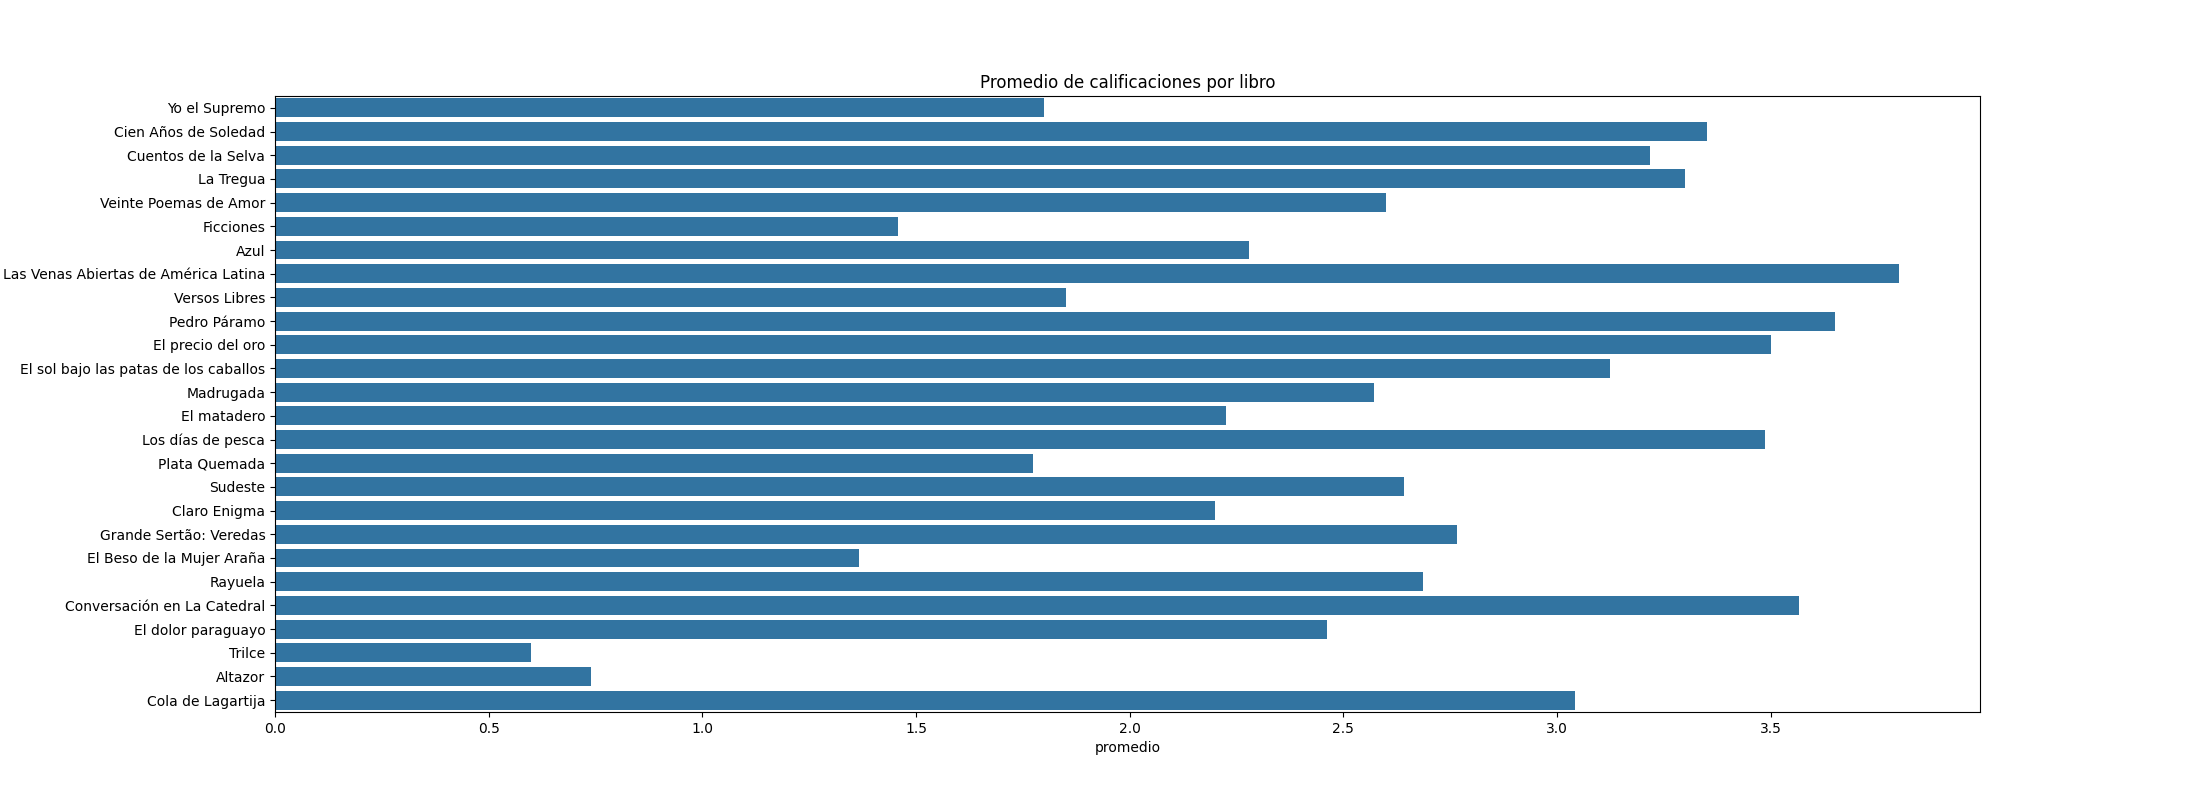 Promedio de calificaciones por libro
Yo el Supremo
Cien Años de Soledad
Cuentos de la Selva
La Tregua
Veinte Poemas de Amor
Ficciones
Azul
Las Venas Abiertas de América Latina
Versos Libres
Pedro Páramo
El precio del oro
El sol bajo las patas de los caballos
Madrugada
El matadero
Los días de pesca
Plata Quemada
Sudeste
Claro Enigma
Grande Sertão: Veredas
El Beso de la Mujer Araña
Rayuela
Conversación en La Catedral
El dolor paraguayo
Trilce
Altazor
Cola de Lagartija
0.0 0.5 1.0 1.5 2.0 2.5 3.0 3.5
promedio